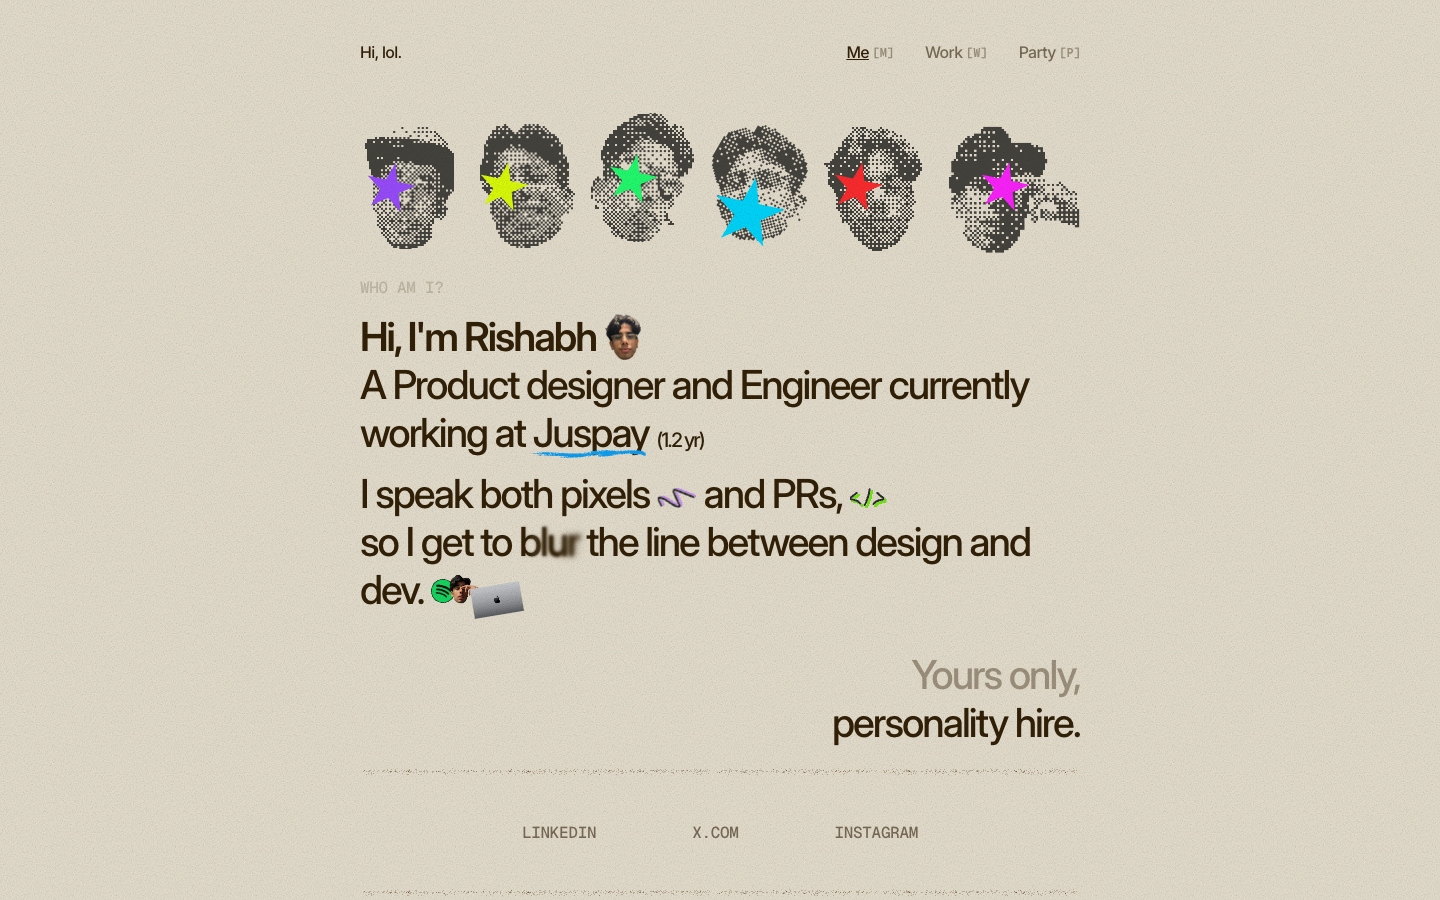 Hi, lol.
Me [M] Work [W] Party [P]
WHO AM I?
Hi, I'm Rishabh
A Product designer and Engineer currently
working at Juspay (1.2 yr)
I speak both pixels and PRs, </>
so I get to blur the line between design and
dev.
Yours only,
personality hire.
LINKEDIN X.COM INSTAGRAM